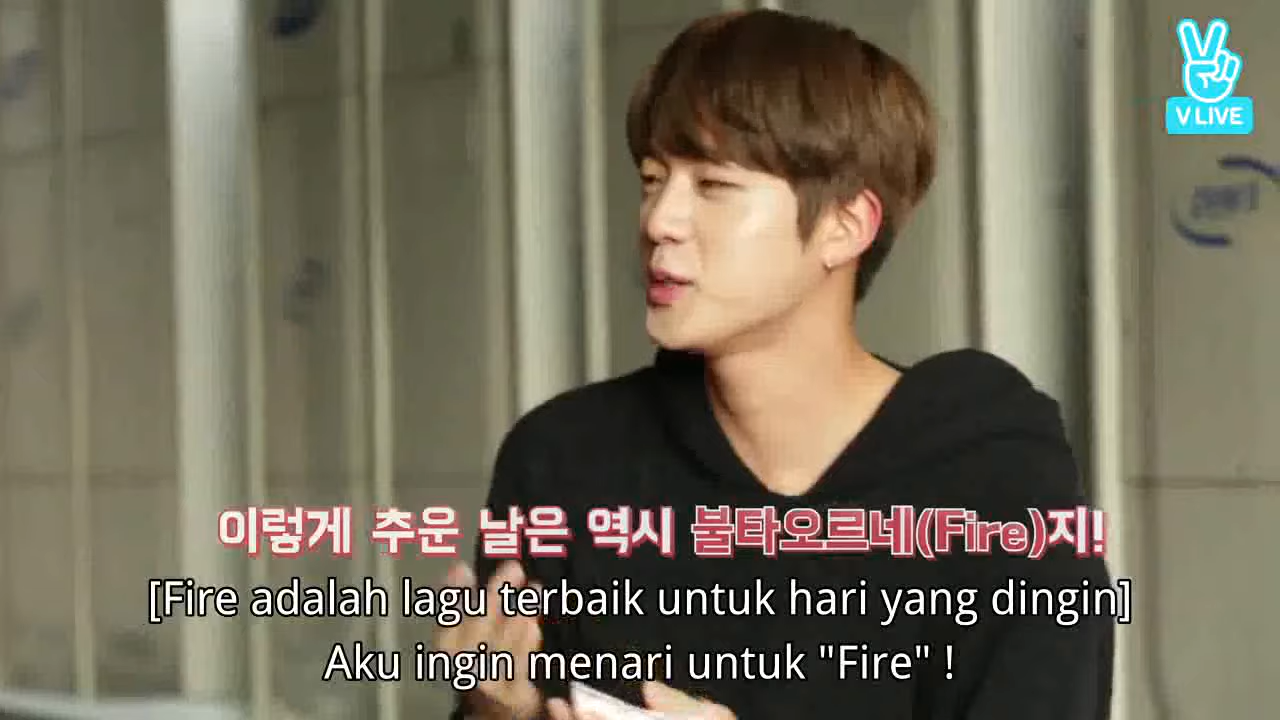 V LIVE
이렇게 추운 날은 역시 불타오르네(Fire)지!
[Fire adalah lagu terbaik untuk hari yang dingin]
Aku ingin menari untuk "Fire" !